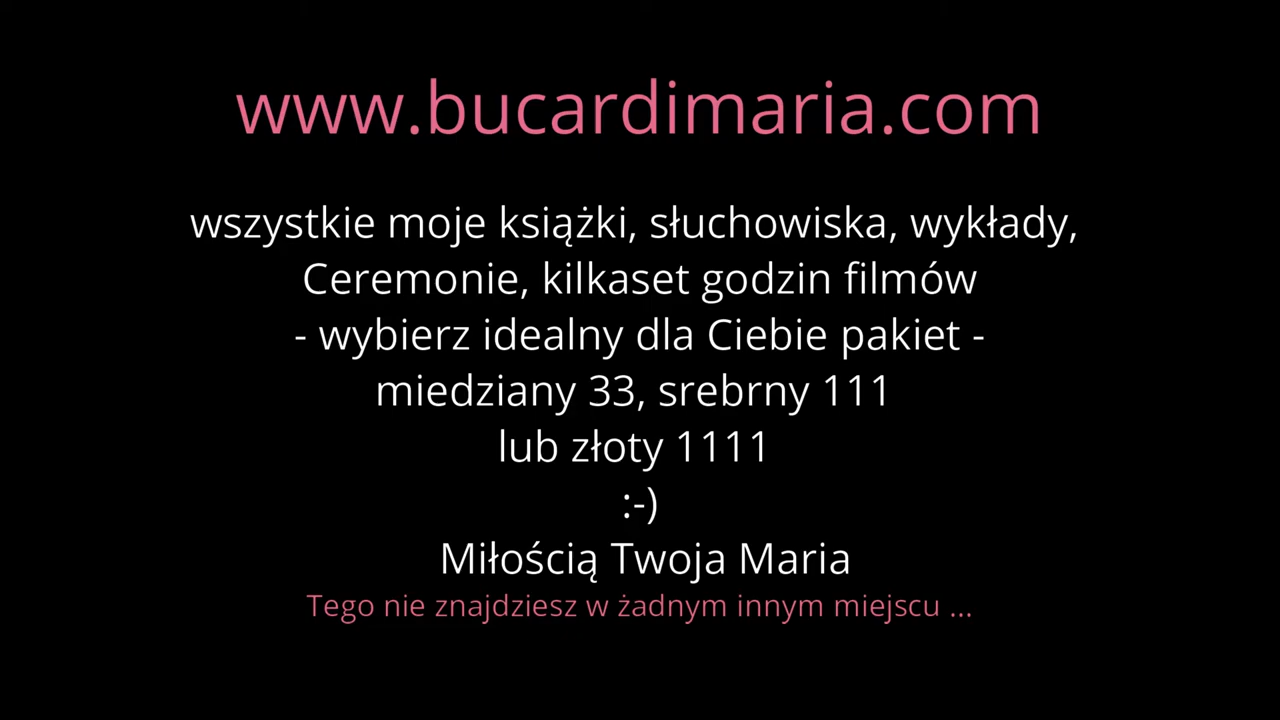 www.bucardimaria.com
wszystkie moje książki, słuchowiska, wykłady,
Ceremonie, kilkaset godzin filmów
- wybierz idealny dla Ciebie pakiet -
miedziany 33, srebrny 111
lub złoty 1111
:-)
Miłością Twoja Maria
Tego nie znajdziesz w żadnym innym miejscu ...